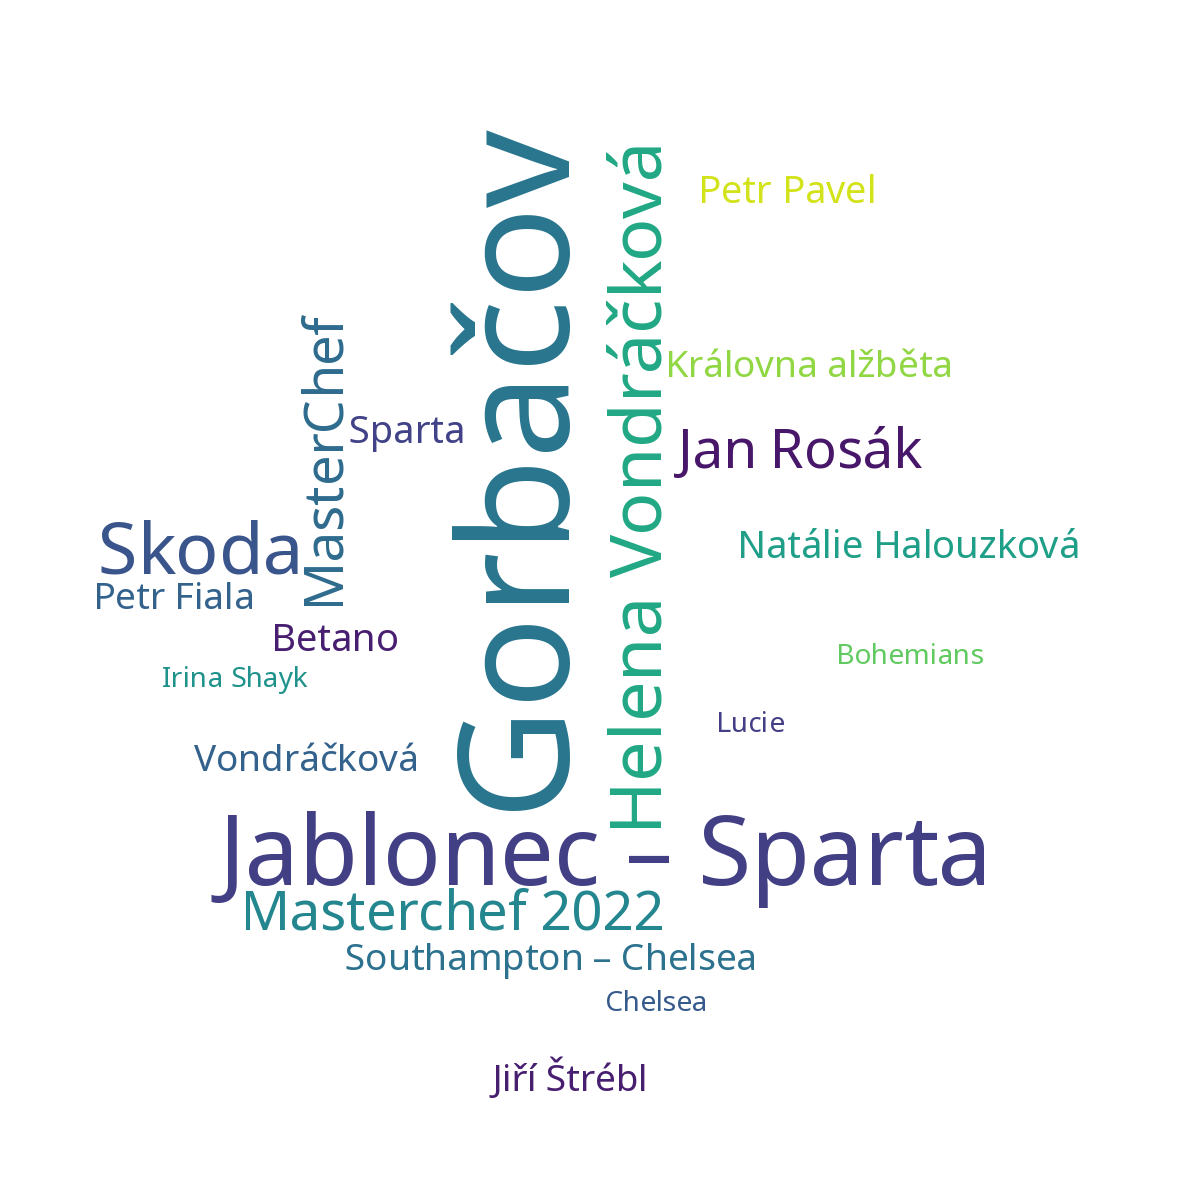 Gorbačov
Helena Vondráčková
Petr Pavel
MasterChef
Královna alžběta
Sparta
Jan Rosák
Skoda
Natálie Halouzková
Petr Fiala
Betano
Bohemians
Irina Shayk
Lucie
Vondráčková
Jablonec – Sparta
Masterchef 2022
Southampton – Chelsea
Chelsea
Jiří Štrébl